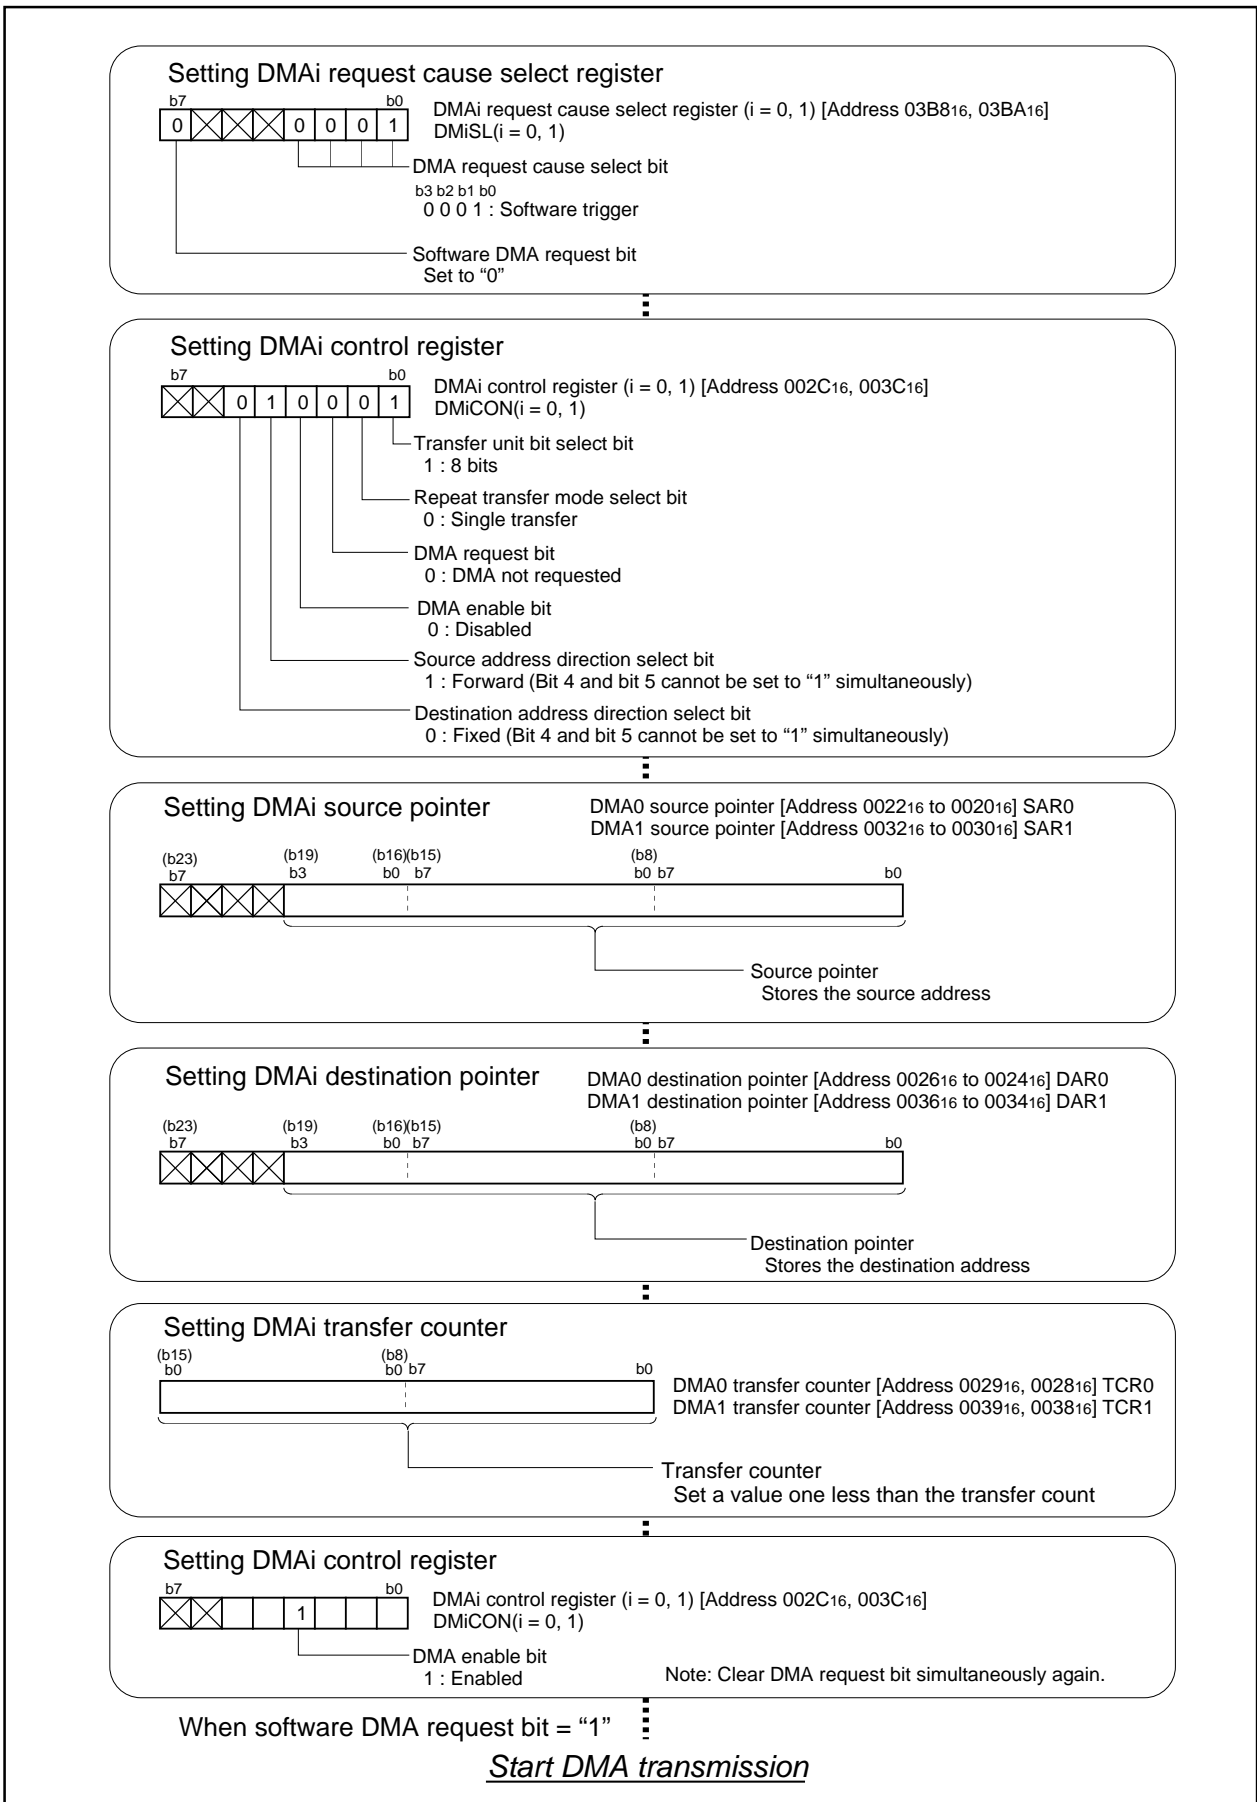 Setting DMAi request cause select register
b7 b0
0 0 0 0 1
DMAi request cause select register (i = 0, 1) [Address 03B816, 03BA16]
DMiSL(i = 0, 1)
DMA request cause select bit
b3 b2 b1 b0
0 0 0 1 : Software trigger
Software DMA request bit
Set to “0”
Setting DMAi control register
b7 b0
0 1 0 0 0 1
DMAi control register (i = 0, 1) [Address 002C16, 003C16]
DMiCON(i = 0, 1)
Transfer unit bit select bit
1 : 8 bits
Repeat transfer mode select bit
0 : Single transfer
DMA request bit
0 : DMA not requested
DMA enable bit
0 : Disabled
Source address direction select bit
1 : Forward (Bit 4 and bit 5 cannot be set to “1” simultaneously)
Destination address direction select bit
0 : Fixed (Bit 4 and bit 5 cannot be set to “1” simultaneously)
Setting DMAi source pointer
DMA0 source pointer [Address 002216 to 002016] SAR0
DMA1 source pointer [Address 003216 to 003016] SAR1
(b23) (b19) (b16)(b15) (b8)
b7 b3 b0 b7 b0 b7 b0
Source pointer
Stores the source address
Setting DMAi destination pointer
DMA0 destination pointer [Address 002616 to 002416] DAR0
DMA1 destination pointer [Address 003616 to 003416] DAR1
(b23) (b19) (b16)(b15) (b8)
b7 b3 b0 b7 b0 b7 b0
Destination pointer
Stores the destination address
Setting DMAi transfer counter
(b15) (b8)
b0 b0 b7 b0
DMA0 transfer counter [Address 002916, 002816] TCR0
DMA1 transfer counter [Address 003916, 003816] TCR1
Transfer counter
Set a value one less than the transfer count
Setting DMAi control register
b7 b0
1
DMAi control register (i = 0, 1) [Address 002C16, 003C16]
DMiCON(i = 0, 1)
DMA enable bit
1 : Enabled
Note: Clear DMA request bit simultaneously again.
When software DMA request bit = “1”
Start DMA transmission